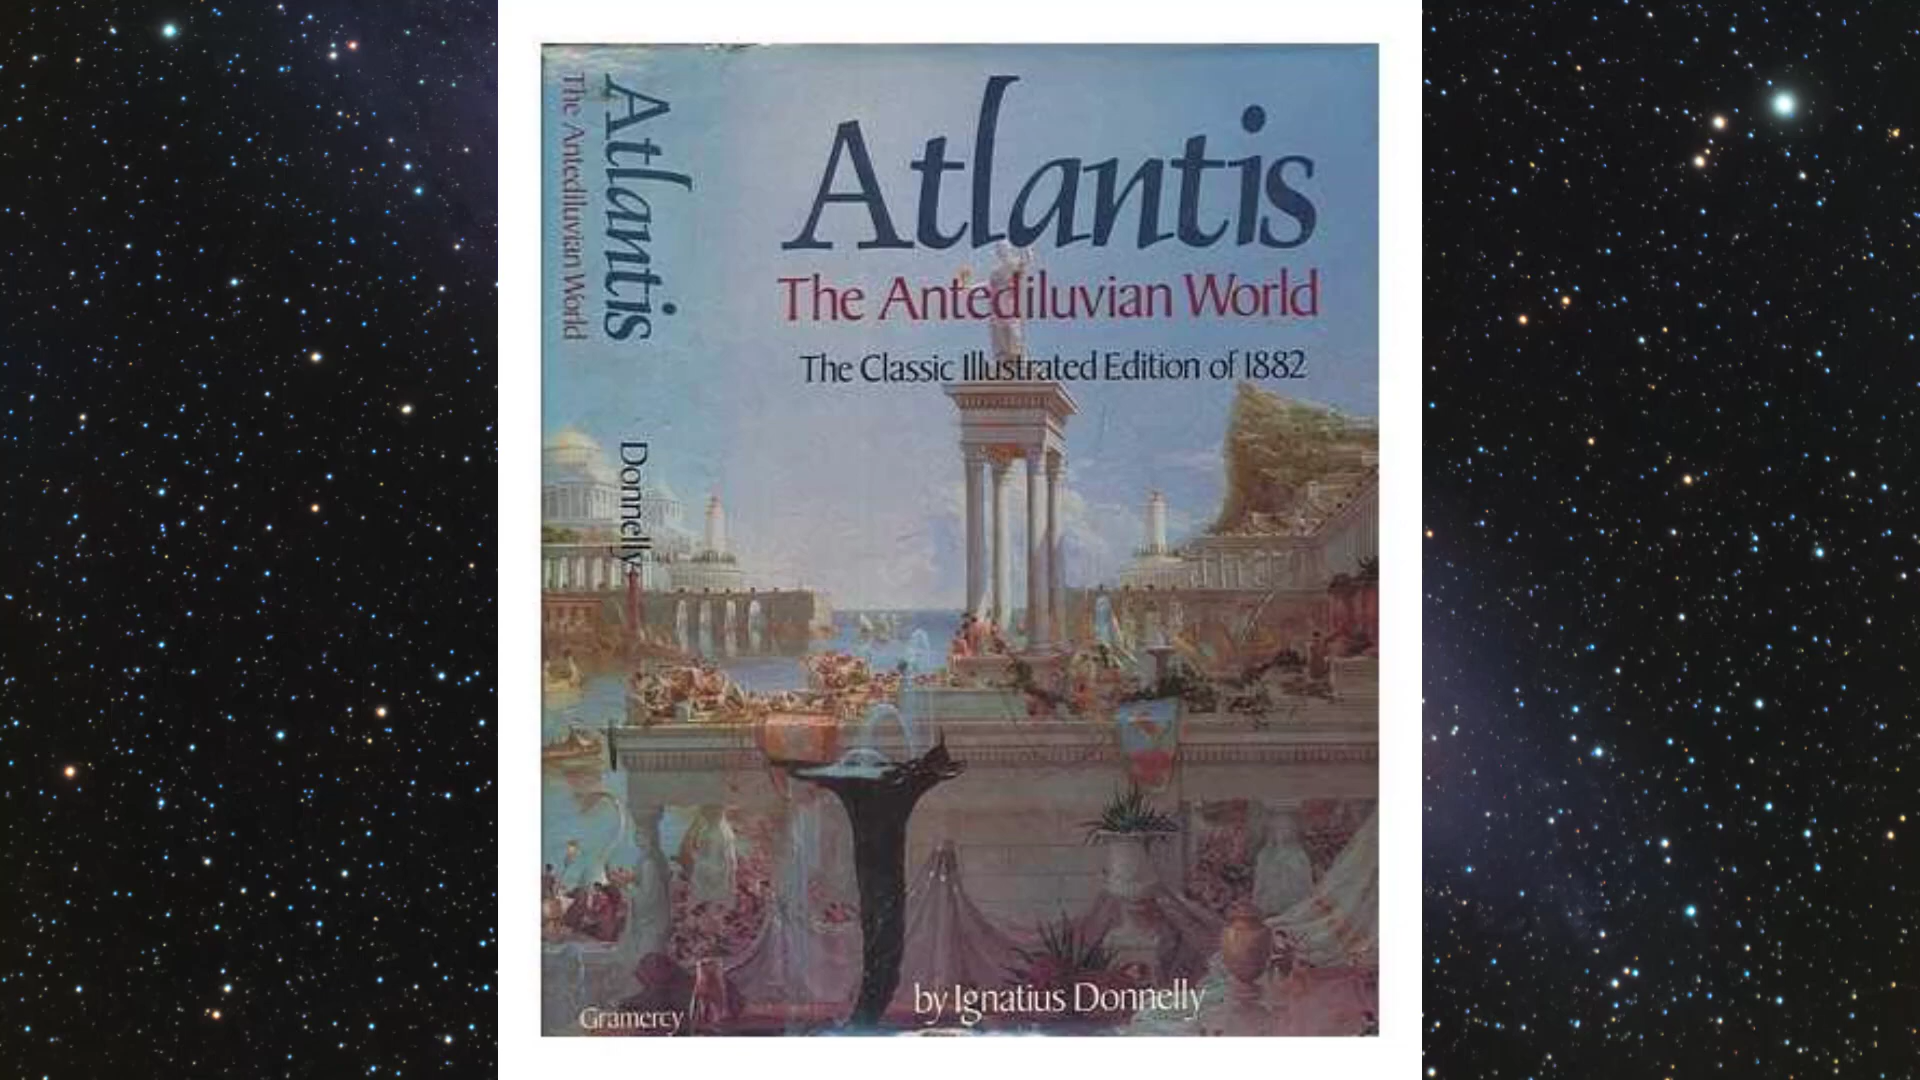 Atlantis
The Antediluvian World
Donnelly
Gramercy
Atlantis
The Antediluvian World
The Classic Illustrated Edition of 1882
by Ignatius Donnelly